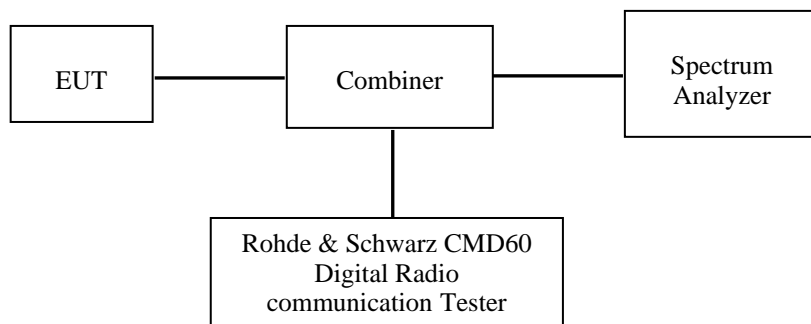 EUT
Combiner
Spectrum
Analyzer
Rohde & Schwarz CMD60
Digital Radio
communication Tester